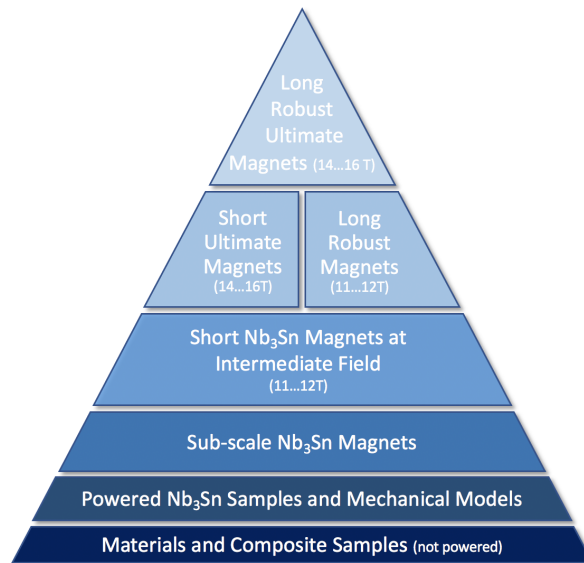 Long
Robust
Ultimate
Magnets (14...16 T)
Short
Ultimate
Magnets
(14...16T)
Long
Robust
Magnets
(11...12T)
Short Nb₃Sn Magnets at
Intermediate Field
(11...12T)
Sub-scale Nb₃Sn Magnets
Powered Nb₃Sn Samples and Mechanical Models
Materials and Composite Samples (not powered)